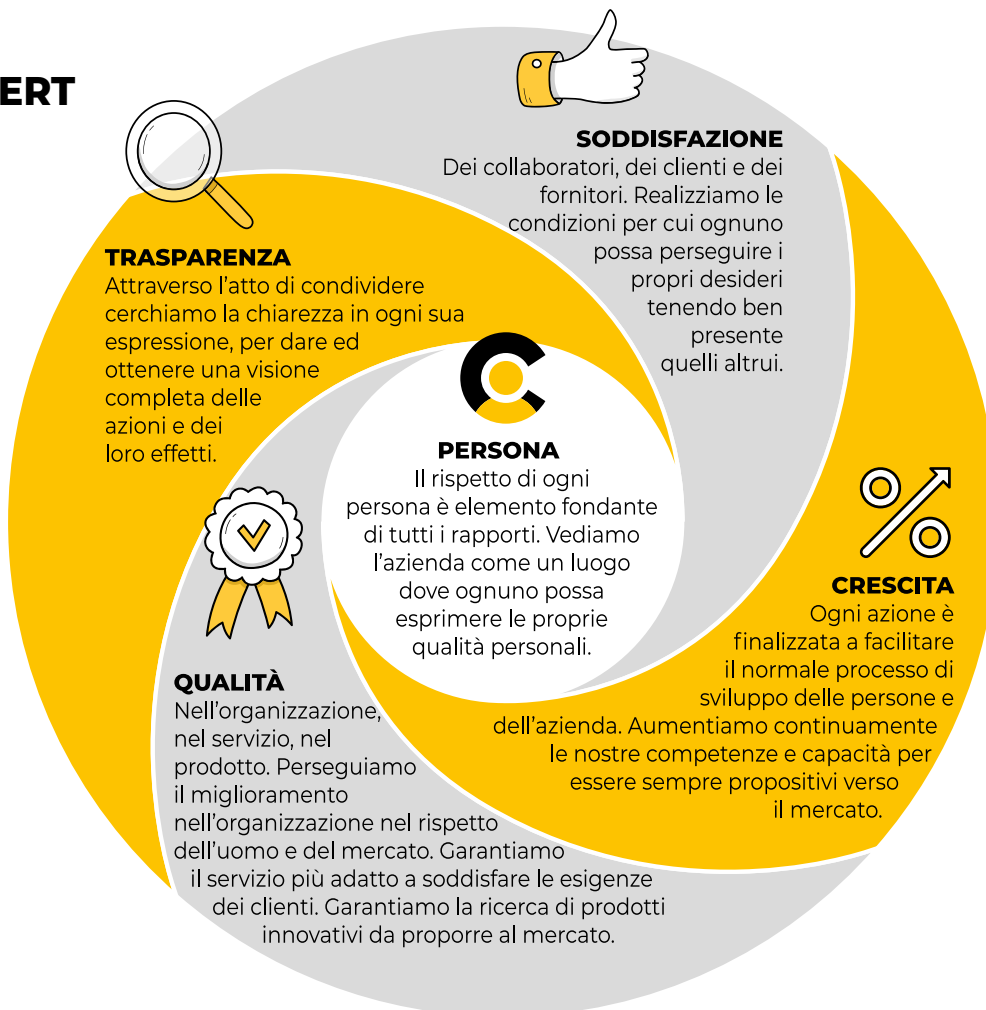 ERT
SODDISFAZIONE
Dei collaboratori, dei clienti e dei
fornitori. Realizziamo le
condizioni per cui ognuno
possa perseguire i
propri desideri
tenendo ben
presente
quelli altrui.
TRASPARENZA
Attraverso l'atto di condividere
cerchiamo la chiarezza in ogni sua
espressione, per dare ed
ottenere una visione
completa delle
azioni e dei
loro effetti.
PERSONA
Il rispetto di ogni
persona è elemento fondante
di tutti i rapporti. Vediamo
l'azienda come un luogo
dove ognuno possa
esprimere le proprie
qualità personali.
CRESCITA
Ogni azione è
finalizzata a facilitare
il normale processo di
sviluppo delle persone e
dell'azienda. Aumentiamo continuamente
le nostre competenze e capacità per
essere sempre propositivi verso
il mercato.
QUALITÀ
Nell'organizzazione,
nel servizio, nel
prodotto. Perseguiamo
il miglioramento
nell'organizzazione nel rispetto
dell'uomo e del mercato. Garantiamo
il servizio più adatto a soddisfare le esigenze
dei clienti. Garantiamo la ricerca di prodotti
innovativi da proporre al mercato.